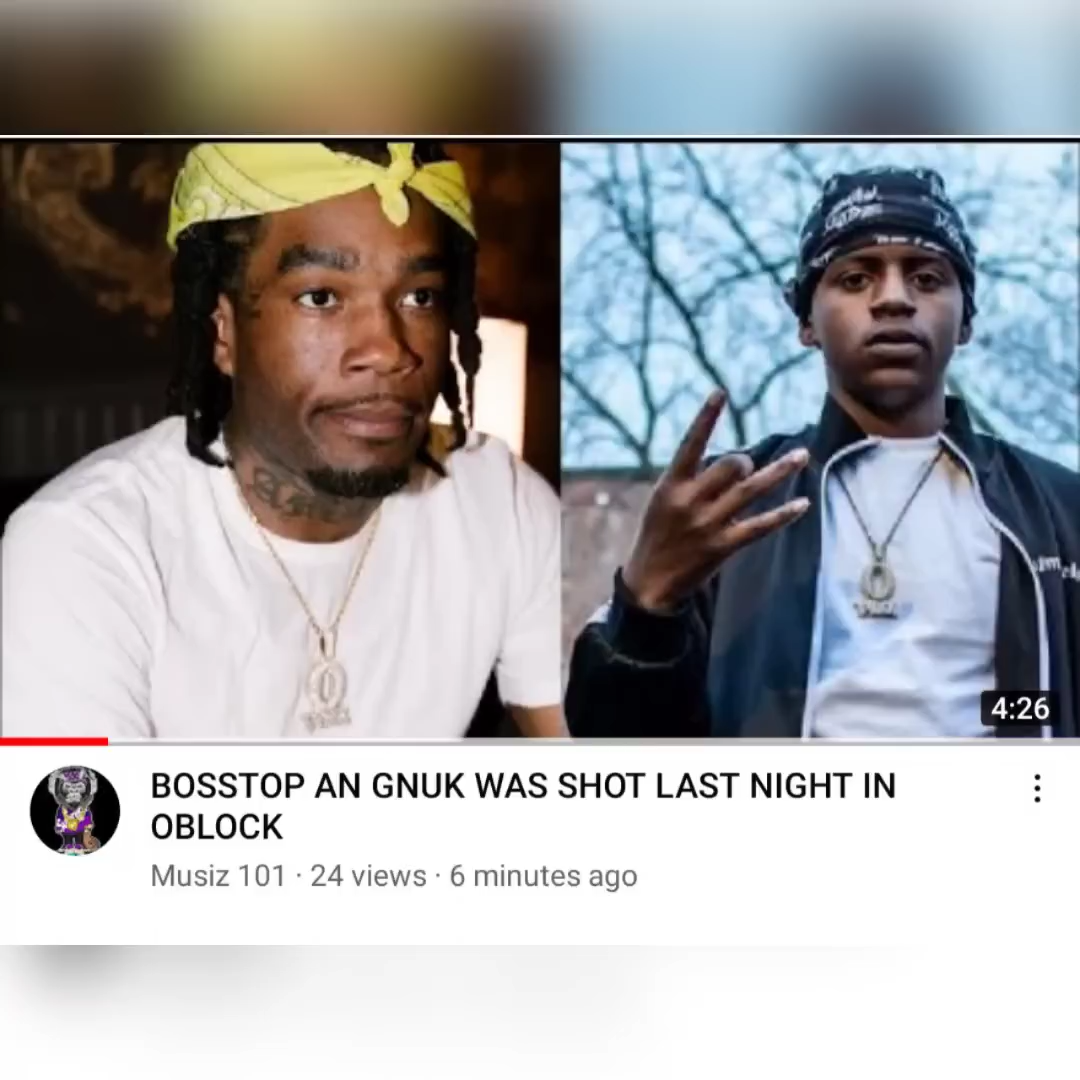 4:26
BOSSTOP AN GNUK WAS SHOT LAST NIGHT IN
OBLOCK
Musiz 101 · 24 views · 6 minutes ago